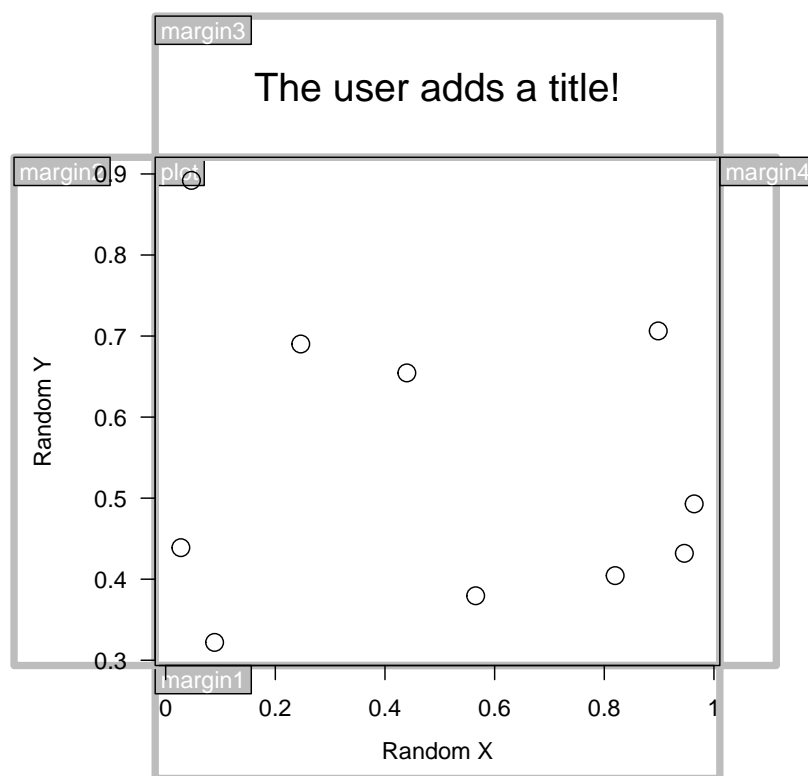 margin3
The user adds a title!
margin2
plot
margin4
0.9
0.8
0.7
0.6
0.5
0.4
0.3
Random Y
margin1
0 0.2 0.4 0.6 0.8 1
Random X